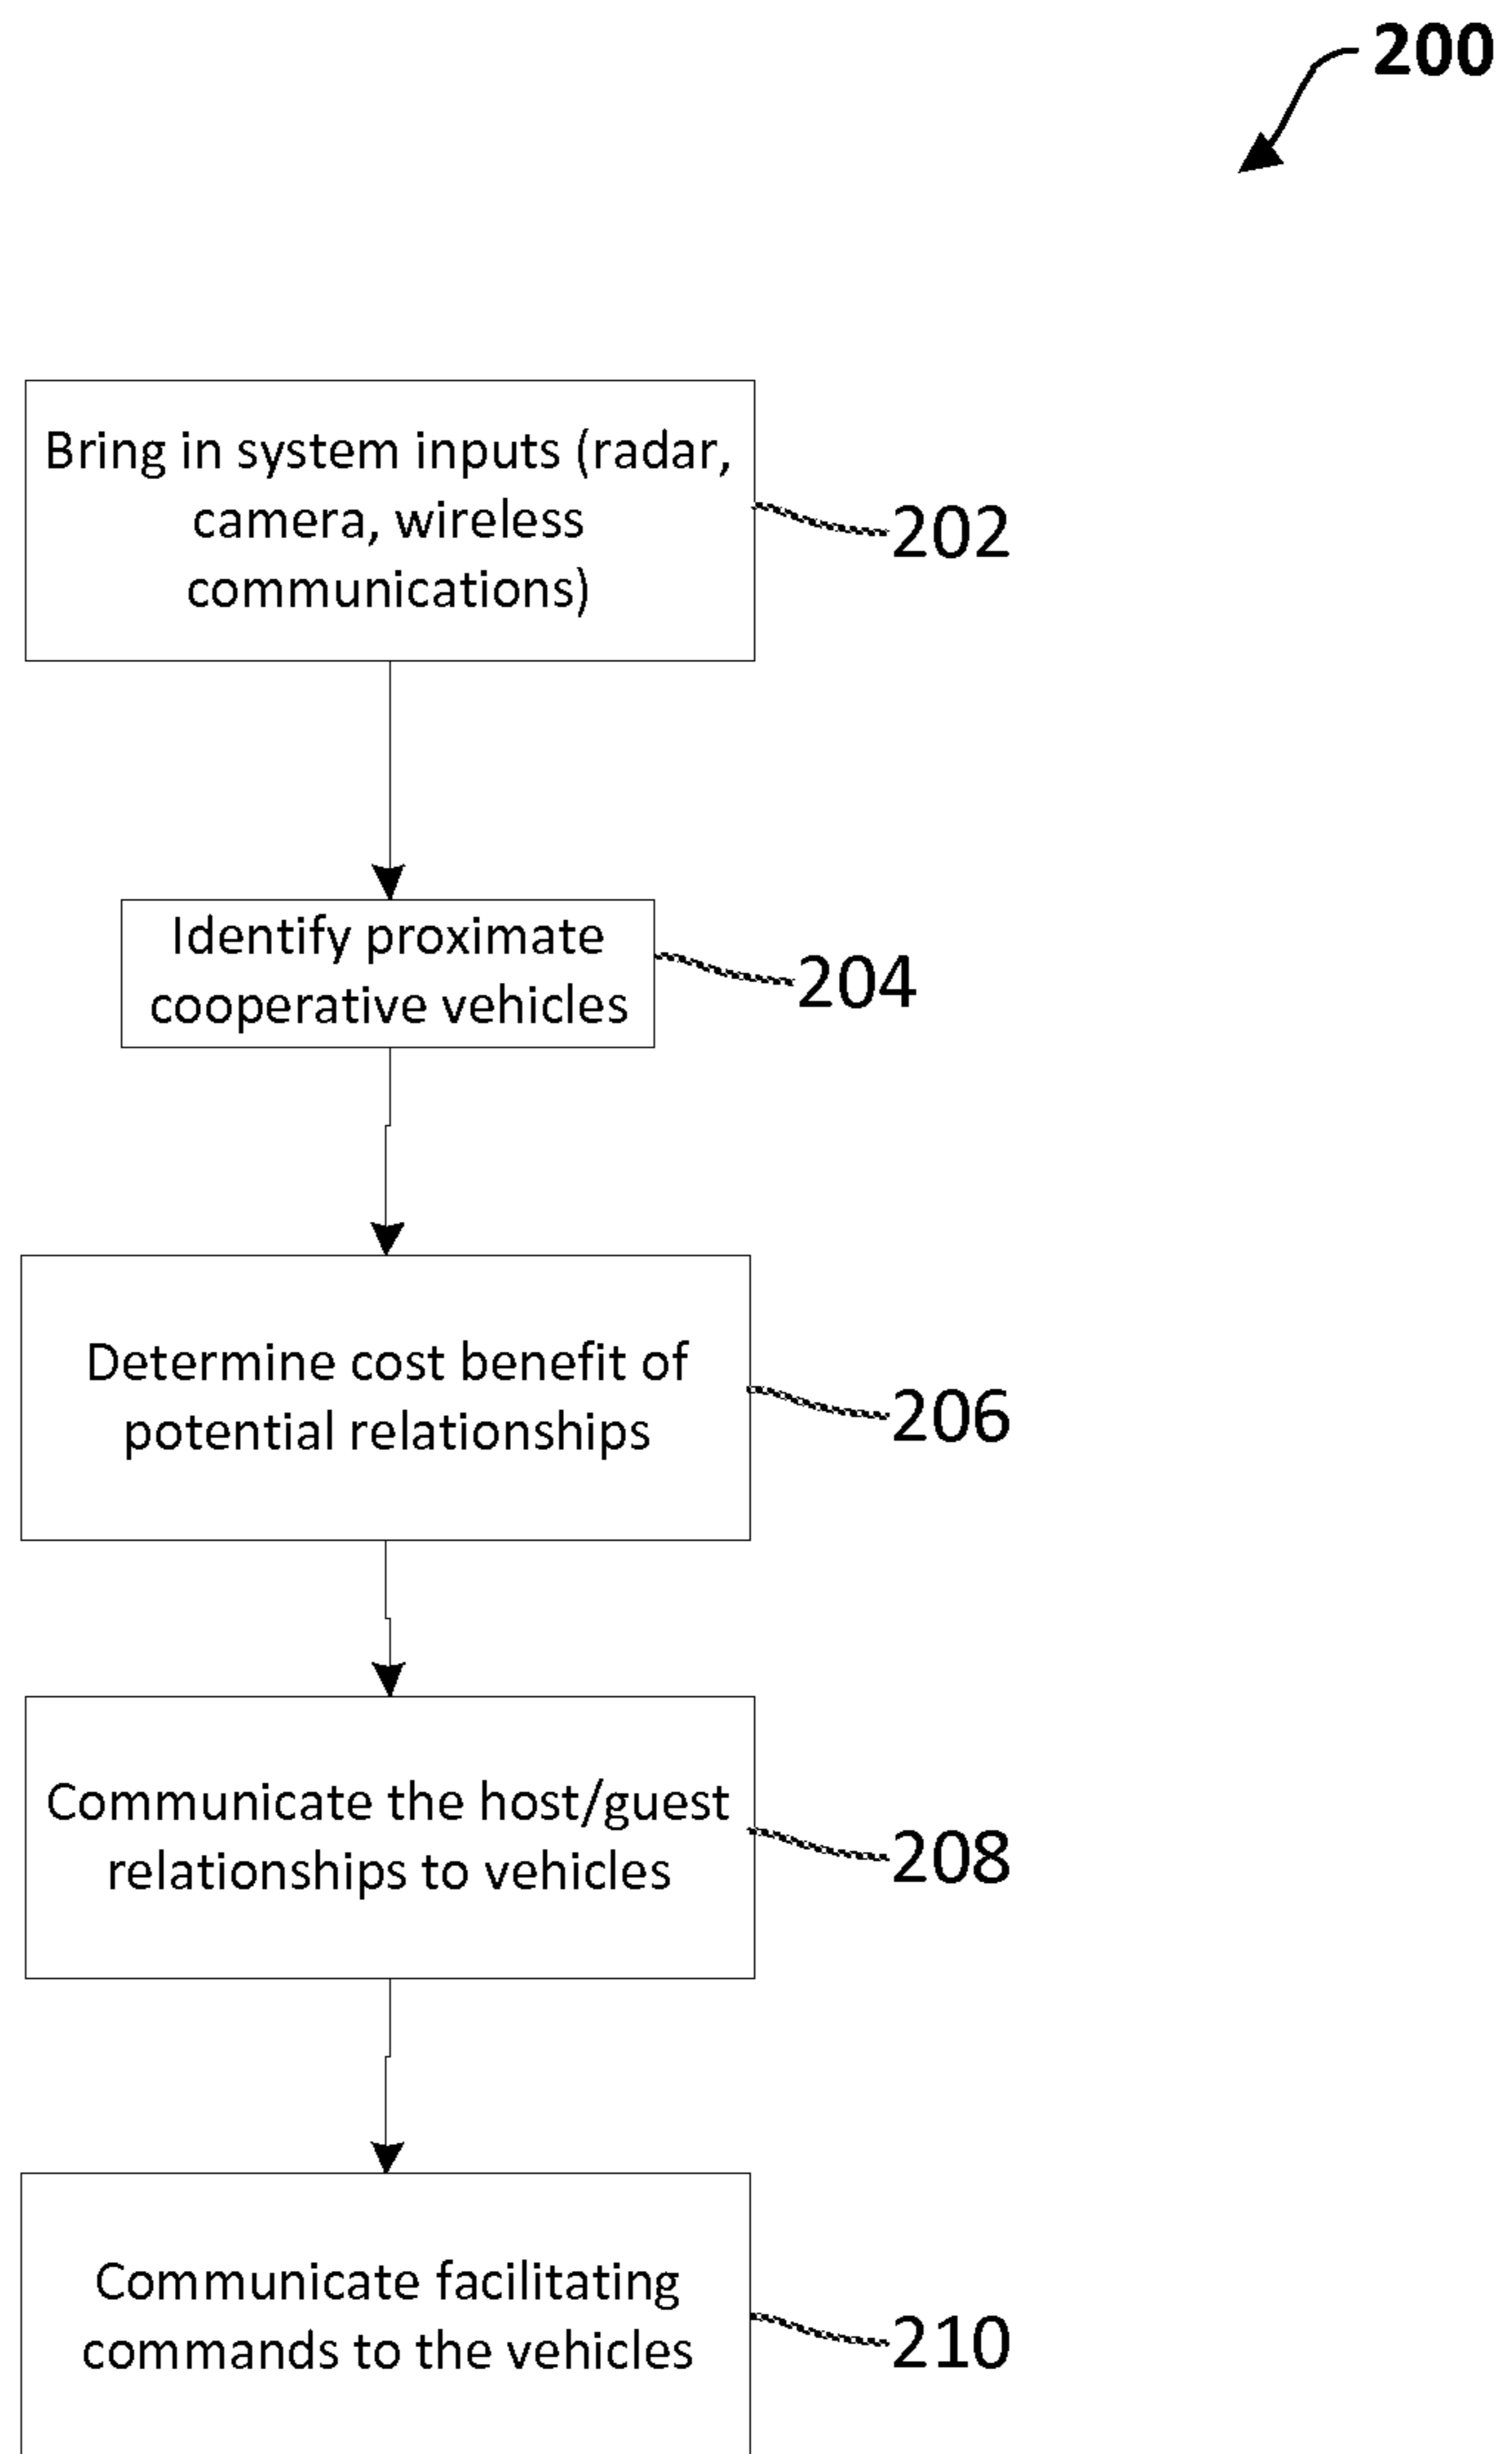 200
Bring in system inputs (radar,
camera, wireless
communications)
202
Identify proximate
cooperative vehicles
204
Determine cost benefit of
potential relationships
206
Communicate the host/guest
relationships to vehicles
208
Communicate facilitating
commands to the vehicles
210